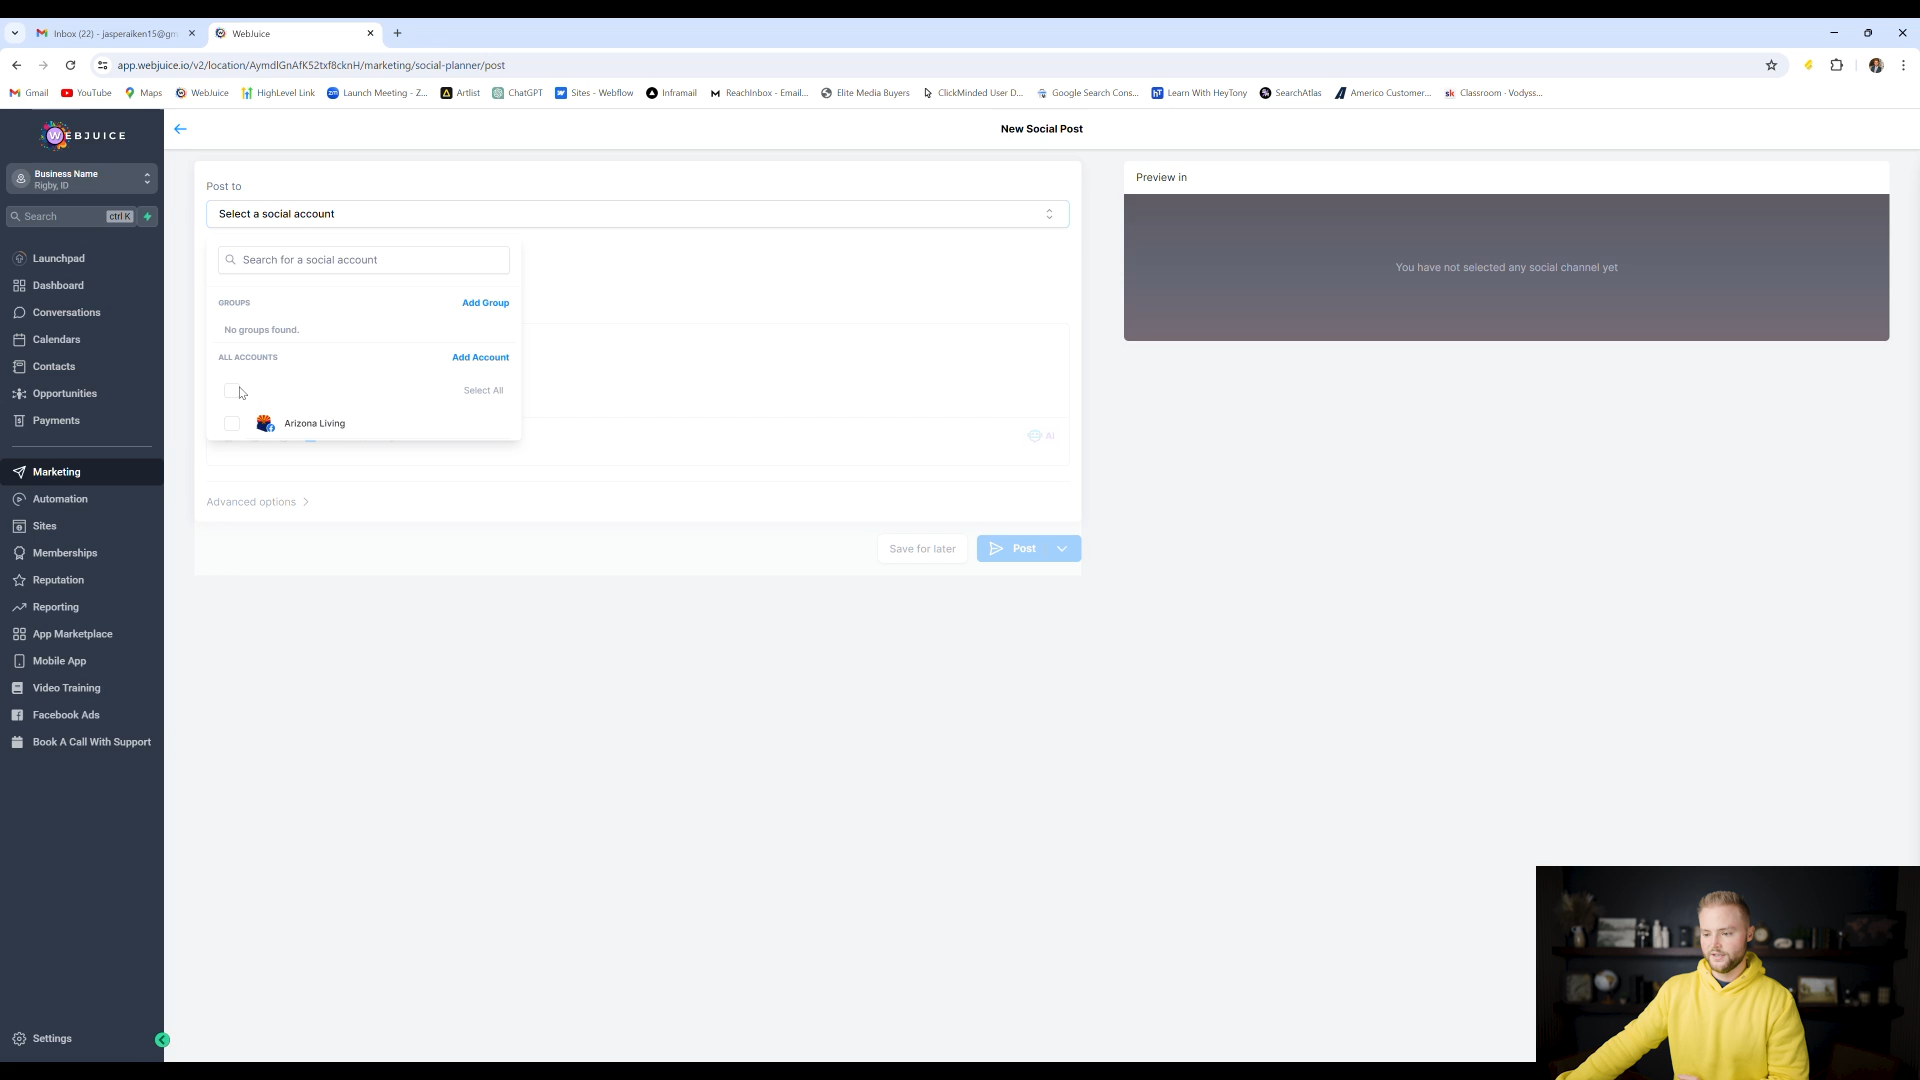 Inbox (22) - jasperaiken15@gm
WebJuice
app.webjuice.io/v2/location/AymdlGnAfK52txf8cknH/marketing/social-planner/post
Gmail
YouTube
Maps
WebJuice
HighLevel Link
Launch Meeting - Z...
Artlist
ChatGPT
Sites - Webflow
Inframail
ReachInbox - Email...
Elite Media Buyers
ClickMinded User D...
Google Search Cons...
Learn With HeyTony
SearchAtlas
Americo Customer...
Classroom - Vodyss...
WEBJUICE
Business Name
Rigby, ID
Search
ctrl K
Launchpad
Dashboard
Conversations
Calendars
Contacts
Opportunities
Payments
Marketing
Automation
Sites
Memberships
Reputation
Reporting
App Marketplace
Mobile App
Video Training
Facebook Ads
Book A Call With Support
Settings
New Social Post
Post to
Select a social account
Search for a social account
GROUPS
Add Group
No groups found.
ALL ACCOUNTS
Add Account
Select All
Arizona Living
AI
Advanced options
Save for later
Post
Preview in
You have not selected any social channel yet